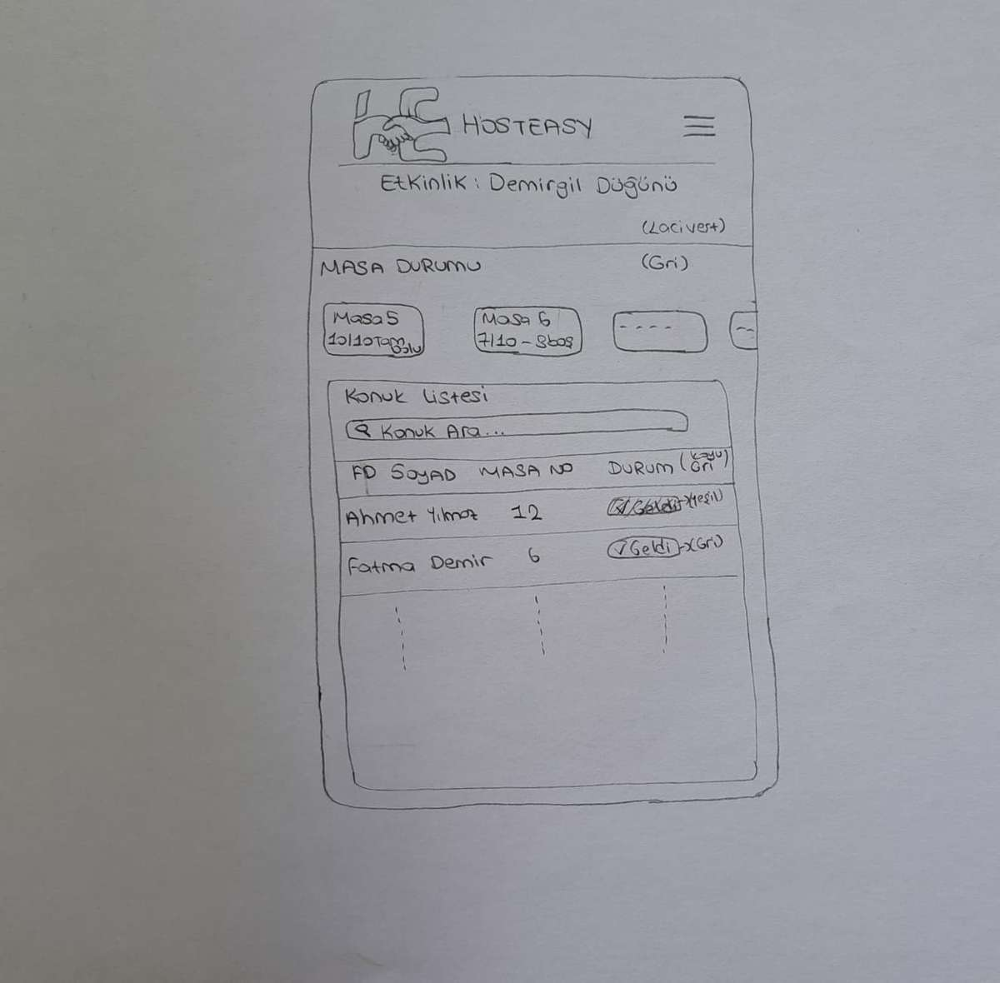 HOSTEASY
Etkinlik : Demirgil Düğünü
(Lacivert)
MASA DURUMU (Gri)
Masa 5
10/10 Tam Dolu
Masa 6
7/10 - 3 boş
Konuk Listesi
Konuk Ara...
AD SOYAD MASA NO DURUM (Koyu Gri)
Ahmet Yılmaz 12 (Yeşil)
Fatma Demir 6 ✓Geldi → (Gri)